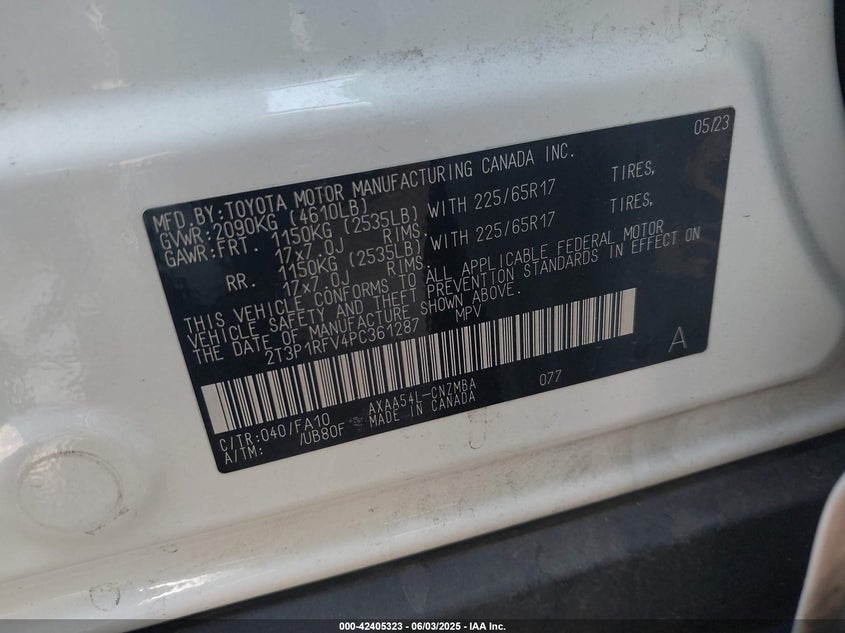 05/23
MFD.BY:TOYOTA MOTOR MANUFACTURING CANADA INC.
GVWR:2090KG (4610LB)
GAWR:FRT. 1150KG (2535LB) WITH 225/65R17 TIRES,
17x7.0J RIMS,
RR. 1150KG (2535LB) WITH 225/65R17 TIRES,
17x7.0J RIMS
THIS VEHICLE CONFORMS TO ALL APPLICABLE FEDERAL MOTOR
VEHICLE SAFETY AND THEFT PREVENTION STANDARDS IN EFFECT ON
THE DATE OF MANUFACTURE SHOWN ABOVE.
2T3P1RFV4PC361287 MPV
A
C/TR:040/FA10 AXAA54L-CNZMBA 077
A/TM: /UB80F MADE IN CANADA
000-42405323 - 06/03/2025 - IAA Inc.